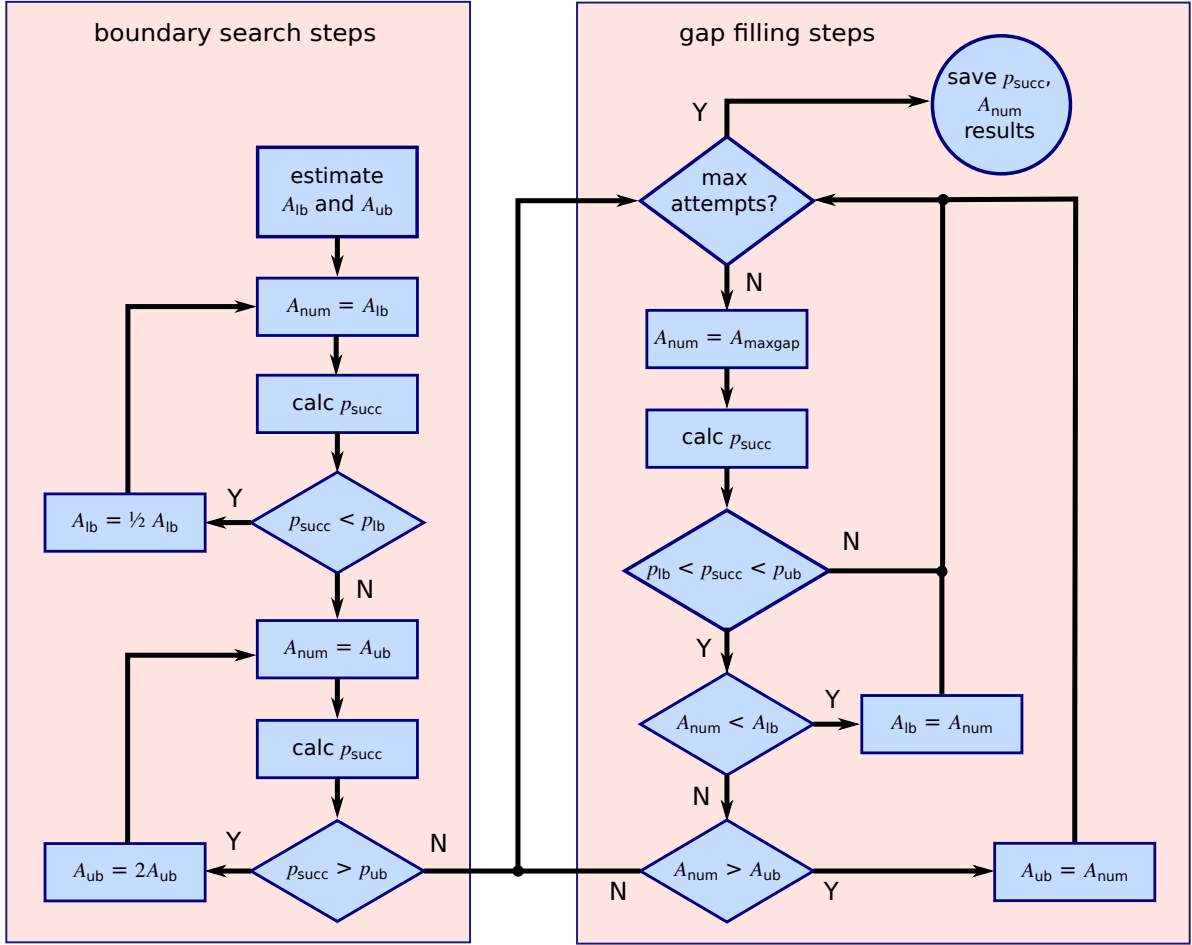 boundary search steps
estimate
A_lb and A_ub
A_num = A_lb
calc p_succ
p_succ < p_lb
Y
A_lb = ½ A_lb
N
A_num = A_ub
calc p_succ
p_succ > p_ub
Y
A_ub = 2A_ub
N
gap filling steps
save p_succ,
A_num
results
Y
max
attempts?
N
A_num = A_maxgap
calc p_succ
p_lb < p_succ < p_ub
N
Y
A_num < A_lb
Y
A_lb = A_num
N
A_num > A_ub
N
Y
A_ub = A_num